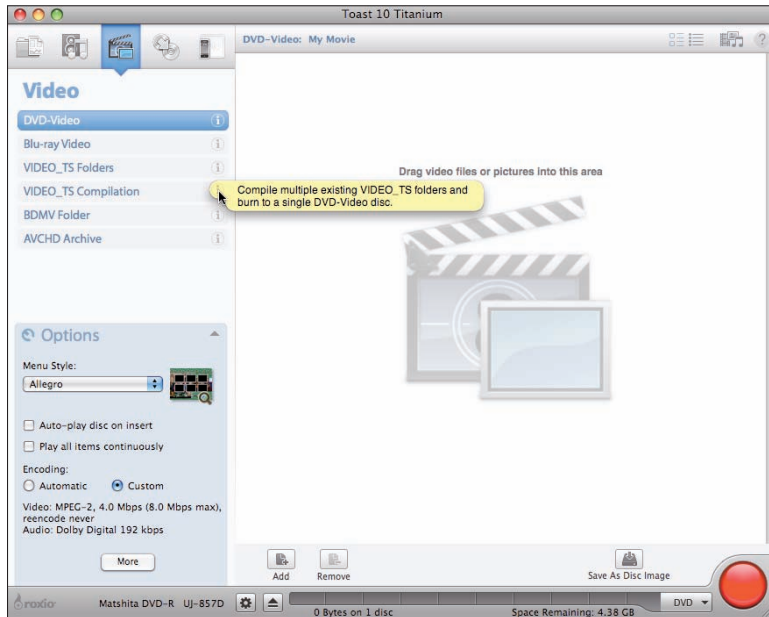 Toast 10 Titanium
DVD-Video: My Movie
Video
DVD-Video
Blu-ray Video
VIDEO_TS Folders
VIDEO_TS Compilation
BDMV Folder
AVCHD Archive
Drag video files or pictures into this area
Compile multiple existing VIDEO_TS folders and
burn to a single DVD-Video disc.
Options
Menu Style:
Allegro
Auto-play disc on insert
Play all items continuously
Encoding:
Automatic Custom
Video: MPEG-2, 4.0 Mbps (8.0 Mbps max),
reencode never
Audio: Dolby Digital 192 kbps
More
Add Remove Save As Disc Image
roxio Matshita DVD-R UJ-857D DVD
0 Bytes on 1 disc Space Remaining: 4.38 GB